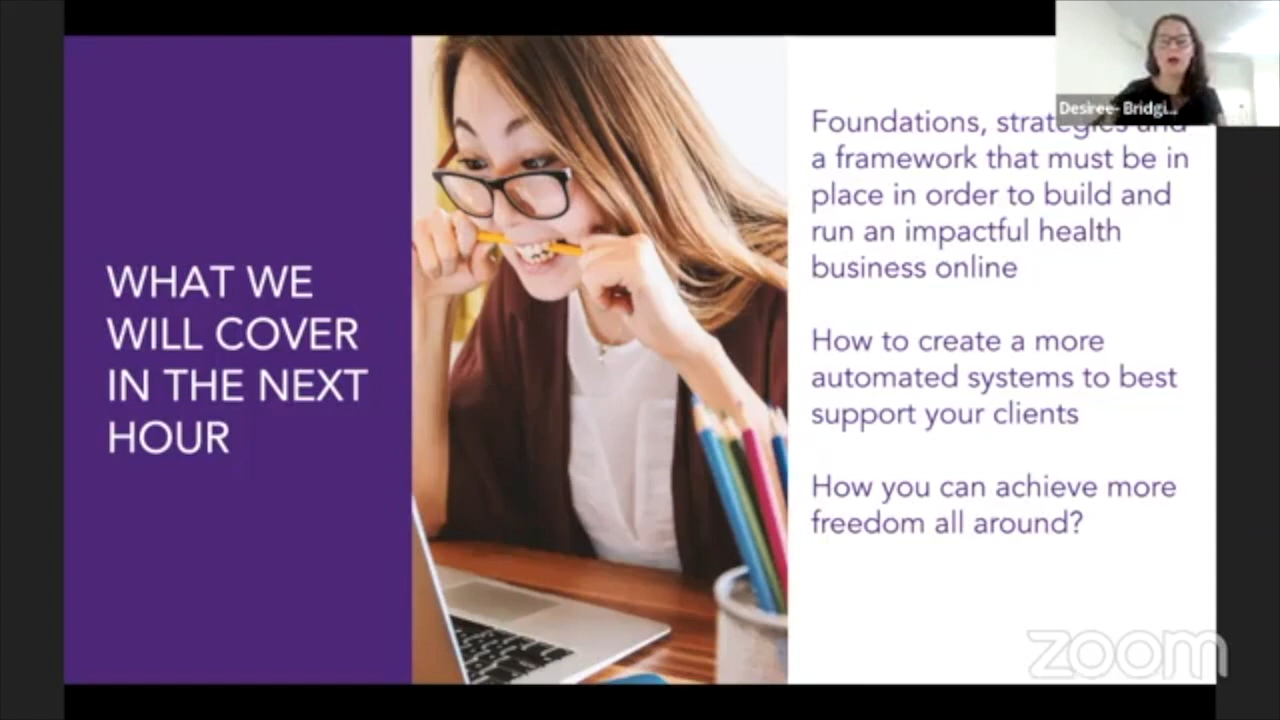 WHAT WE
WILL COVER
IN THE NEXT
HOUR
Desiree- Bridgi...
Foundations, strategies and
a framework that must be in
place in order to build and
run an impactful health
business online
How to create a more
automated systems to best
support your clients
How you can achieve more
freedom all around?
zoom